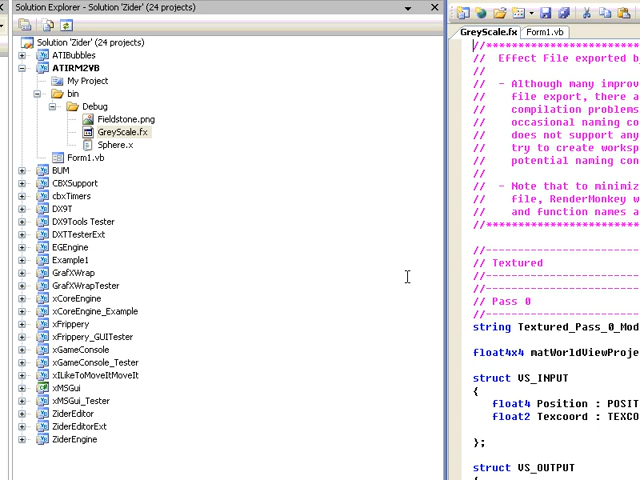 Solution Explorer - Solution 'Zider' (24 projects)
Solution 'Zider' (24 projects)
ATIBubbles
ATIRM2VB
My Project
bin
Debug
Fieldstone.png
GreyScale.fx
Sphere.x
Form1.vb
BUM
CBXSupport
cbxTimers
DX9T
DX9Tools Tester
DXTTesterExt
EGEngine
Example1
GrafXWrap
GrafXWrapTester
xCoreEngine
xCoreEngine_Example
xFrippery
xFrippery_GUITester
xGameConsole
xGameConsole_Tester
xILikeToMoveItMoveIt
xMSGui
xMSGui_Tester
ZiderEditor
ZiderEditorExt
ZiderEngine
GreyScale.fx Form1.vb
//************************
// Effect File exported b
//
// - Although many improv
// file export, there a
// compilation problems
// occasional naming co
// does not support any
// try to create worksp
// potential naming con
//
// - Note that to minimiz
// file, RenderMonkey w
// and function names a
//************************
//------------------------
// Textured
//------------------------
//------------------------
// Pass 0
//------------------------
string Textured_Pass_0_Mod
float4x4 matWorldViewProje
struct VS_INPUT
{
float4 Position : POSIT
float2 Texcoord : TEXCO
};
struct VS_OUTPUT